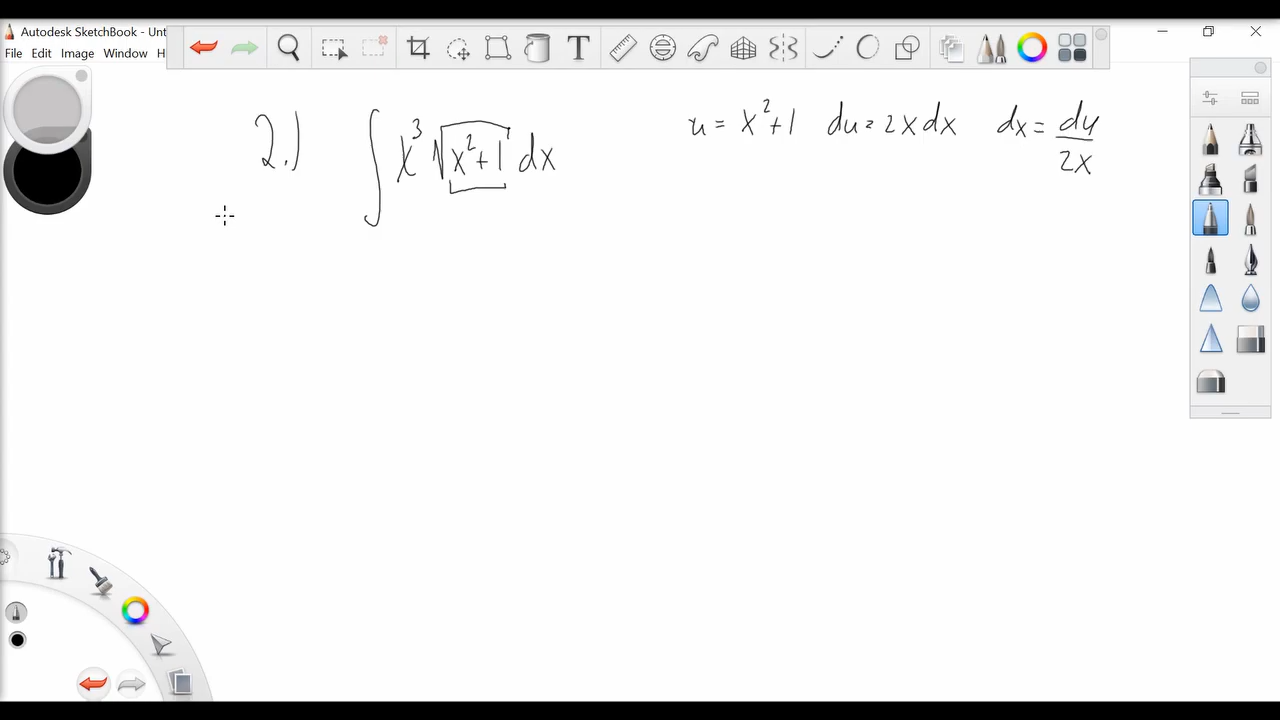 Autodesk SketchBook - Unt
File Edit Image Window H
T
2.) ∫ x³ √x²+1 dx u = x²+1 du = 2x dx dx = du/2x